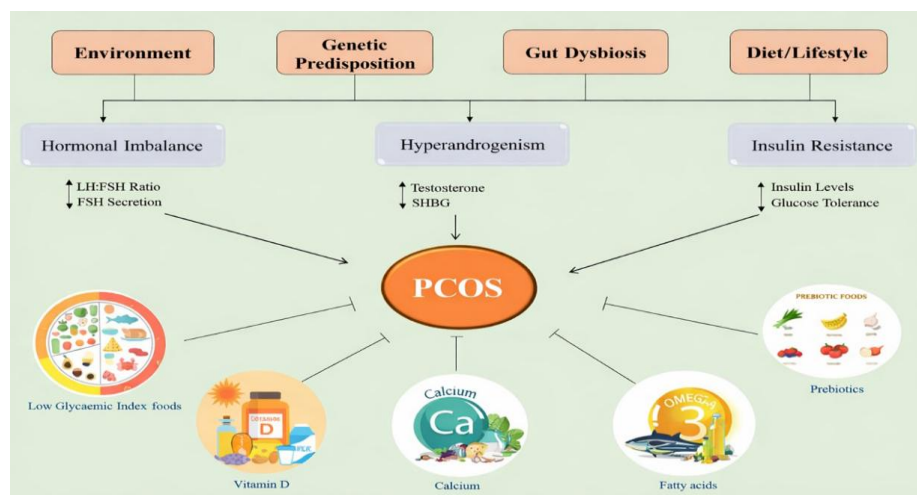 Environment
Genetic
Predisposition
Gut Dysbiosis
Diet/Lifestyle
Hormonal Imbalance
Hyperandrogenism
Insulin Resistance
LH:FSH Ratio
FSH Secretion
Testosterone
SHBG
Insulin Levels
Glucose Tolerance
PCOS
PREBIOTIC FOODS
Prebiotics
Low Glycaemic Index foods
D
MILK
Vitamin D
Calcium
Ca
Calcium
OMEGA
3
Fatty acids